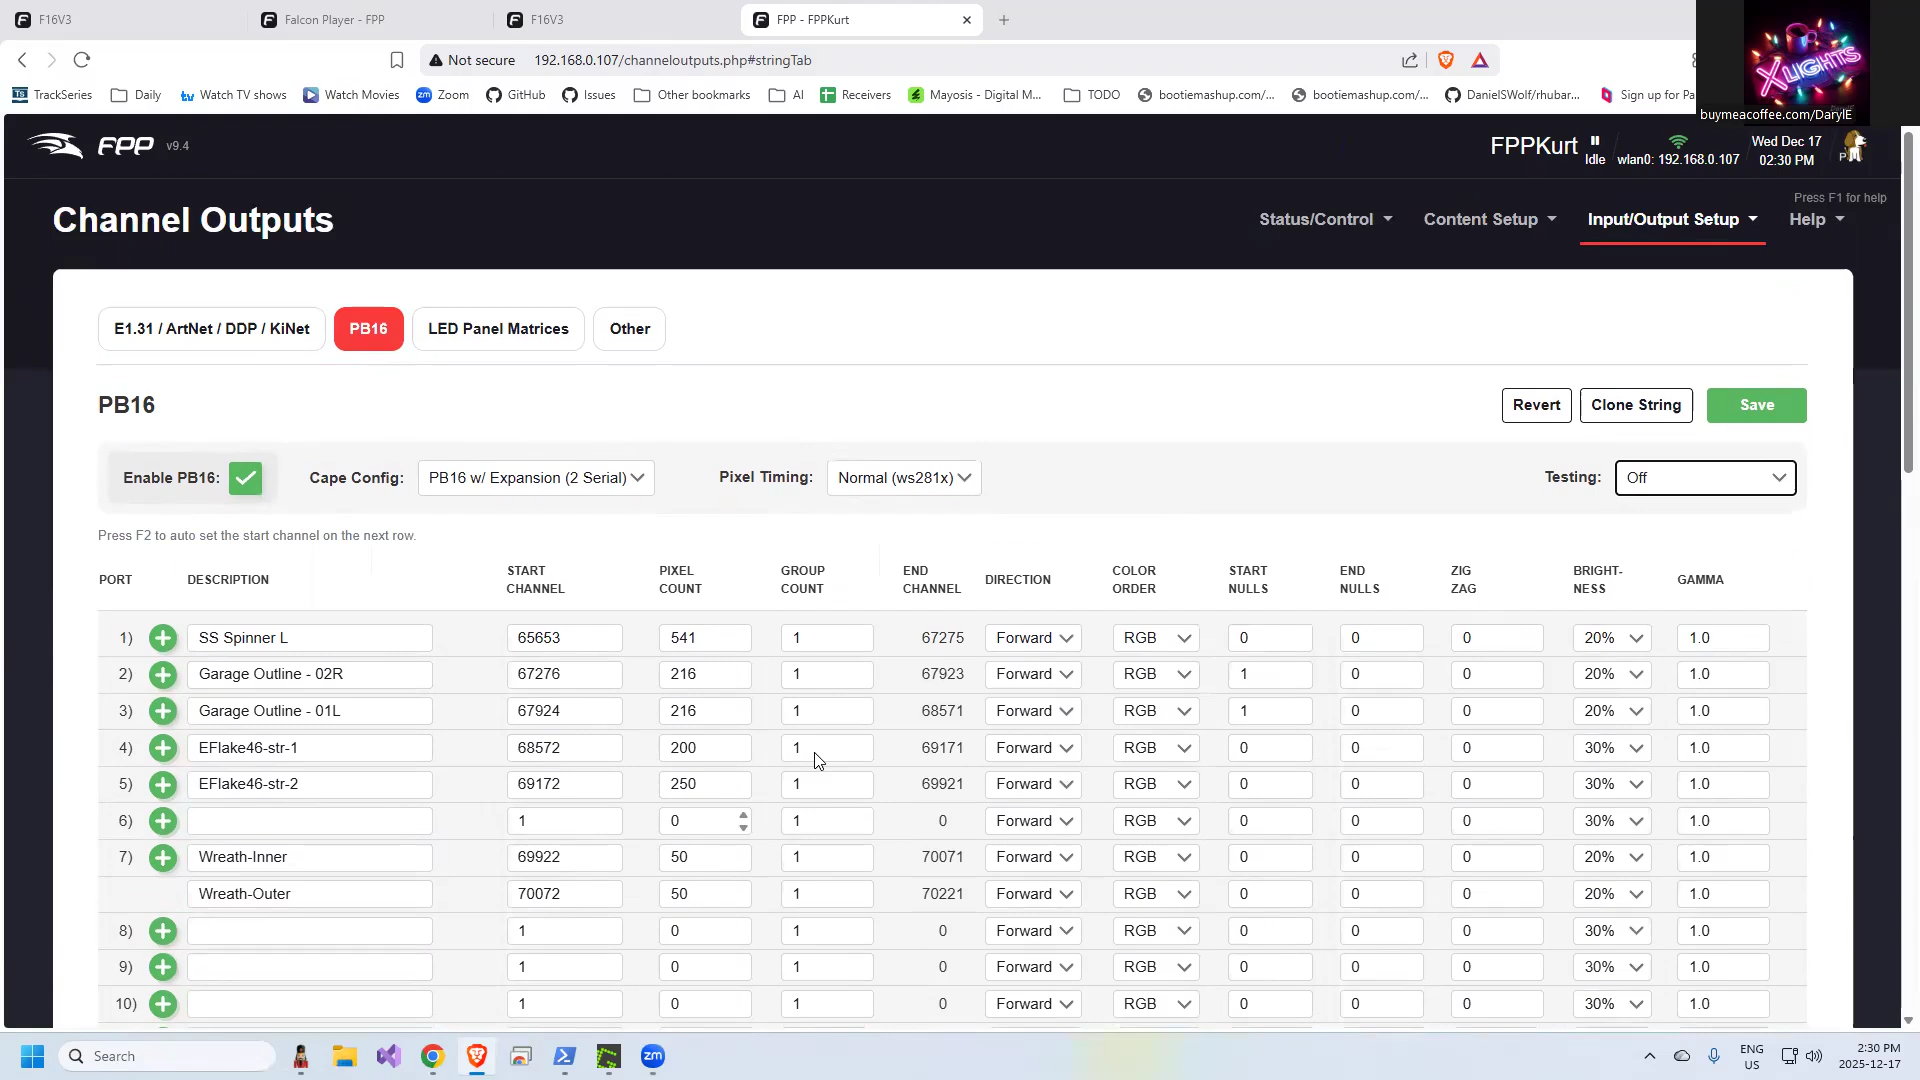 F16V3
Falcon Player - FPP
F16V3
FPP - FPPKurt
Not secure 192.168.0.107/channeloutputs.php#stringTab
TrackSeries Daily Watch TV shows Watch Movies Zoom GitHub Issues Other bookmarks AI Receivers Mayosis - Digital M... TODO bootiemashup.com/... bootiemashup.com/... DanielSWolf/rhubar... Sign up for Pa
XLIGHTS
buymeacoffee.com/DarylE
FPP v9.4
FPPKurt Idle wlan0: 192.168.0.107
Wed Dec 17
02:30 PM
Press F1 for help
Channel Outputs
Status/Control Content Setup Input/Output Setup Help
E1.31 / ArtNet / DDP / KiNet PB16 LED Panel Matrices Other
PB16
Revert Clone String Save
Enable PB16: Cape Config: PB16 w/ Expansion (2 Serial) Pixel Timing: Normal (ws281x) Testing: Off
Press F2 to auto set the start channel on the next row.
PORT DESCRIPTION START CHANNEL PIXEL COUNT GROUP COUNT END CHANNEL DIRECTION COLOR ORDER START NULLS END NULLS ZIG ZAG BRIGHT-NESS GAMMA
1) SS Spinner L 65653 541 1 67275 Forward RGB 0 0 0 20% 1.0
2) Garage Outline - 02R 67276 216 1 67923 Forward RGB 1 0 0 20% 1.0
3) Garage Outline - 01L 67924 216 1 68571 Forward RGB 1 0 0 20% 1.0
4) EFlake46-str-1 68572 200 1 69171 Forward RGB 0 0 0 30% 1.0
5) EFlake46-str-2 69172 250 1 69921 Forward RGB 0 0 0 30% 1.0
6) 1 0 1 0 Forward RGB 0 0 0 30% 1.0
7) Wreath-Inner 69922 50 1 70071 Forward RGB 0 0 0 20% 1.0
Wreath-Outer 70072 50 1 70221 Forward RGB 0 0 0 20% 1.0
8) 1 0 1 0 Forward RGB 0 0 0 30% 1.0
9) 1 0 1 0 Forward RGB 0 0 0 30% 1.0
10) 1 0 1 0 Forward RGB 0 0 0 30% 1.0
Search
zm
ENG
US
2:30 PM
2025-12-17